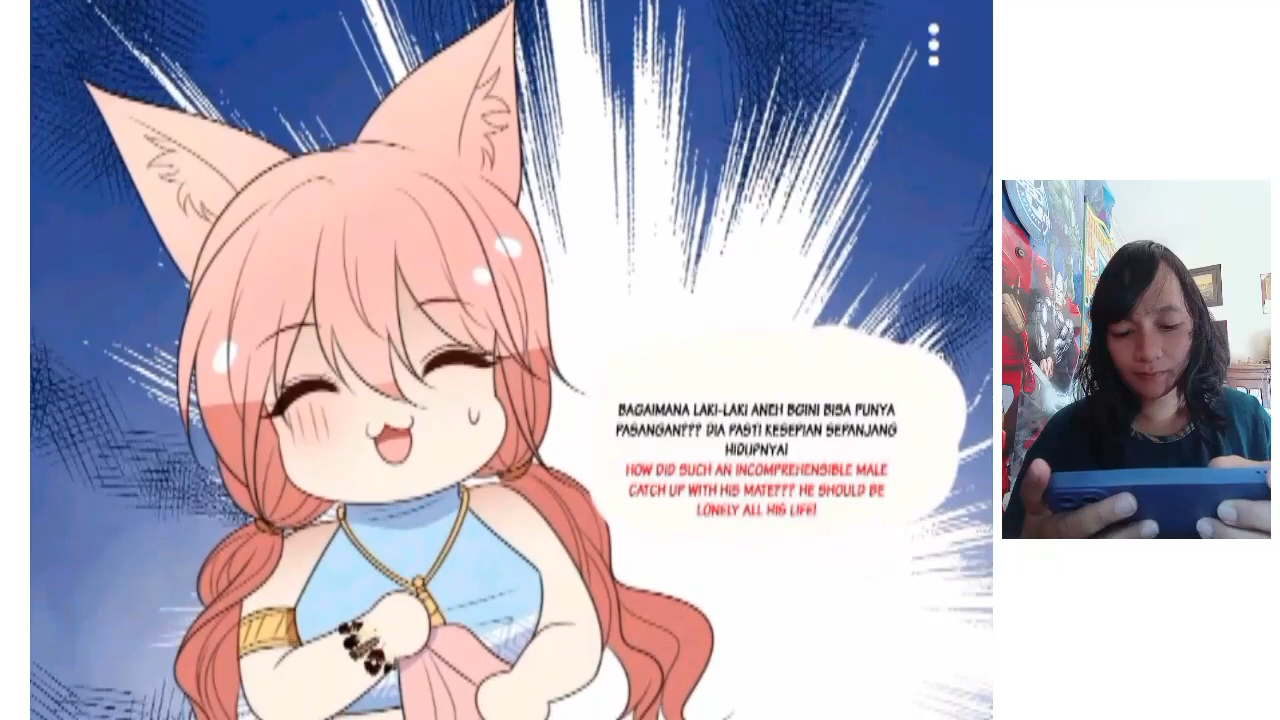 BAGAIMANA LAKI-LAKI ANEH BGINI BISA PUNYA
PASANGAN??? DIA PASTI KESEPIAN SEPANJANG
HIDUPNYA!
HOW DID SUCH AN INCOMPREHENSIBLE MALE
CATCH UP WITH HIS MATE??? HE SHOULD BE
LONELY ALL HIS LIFE!